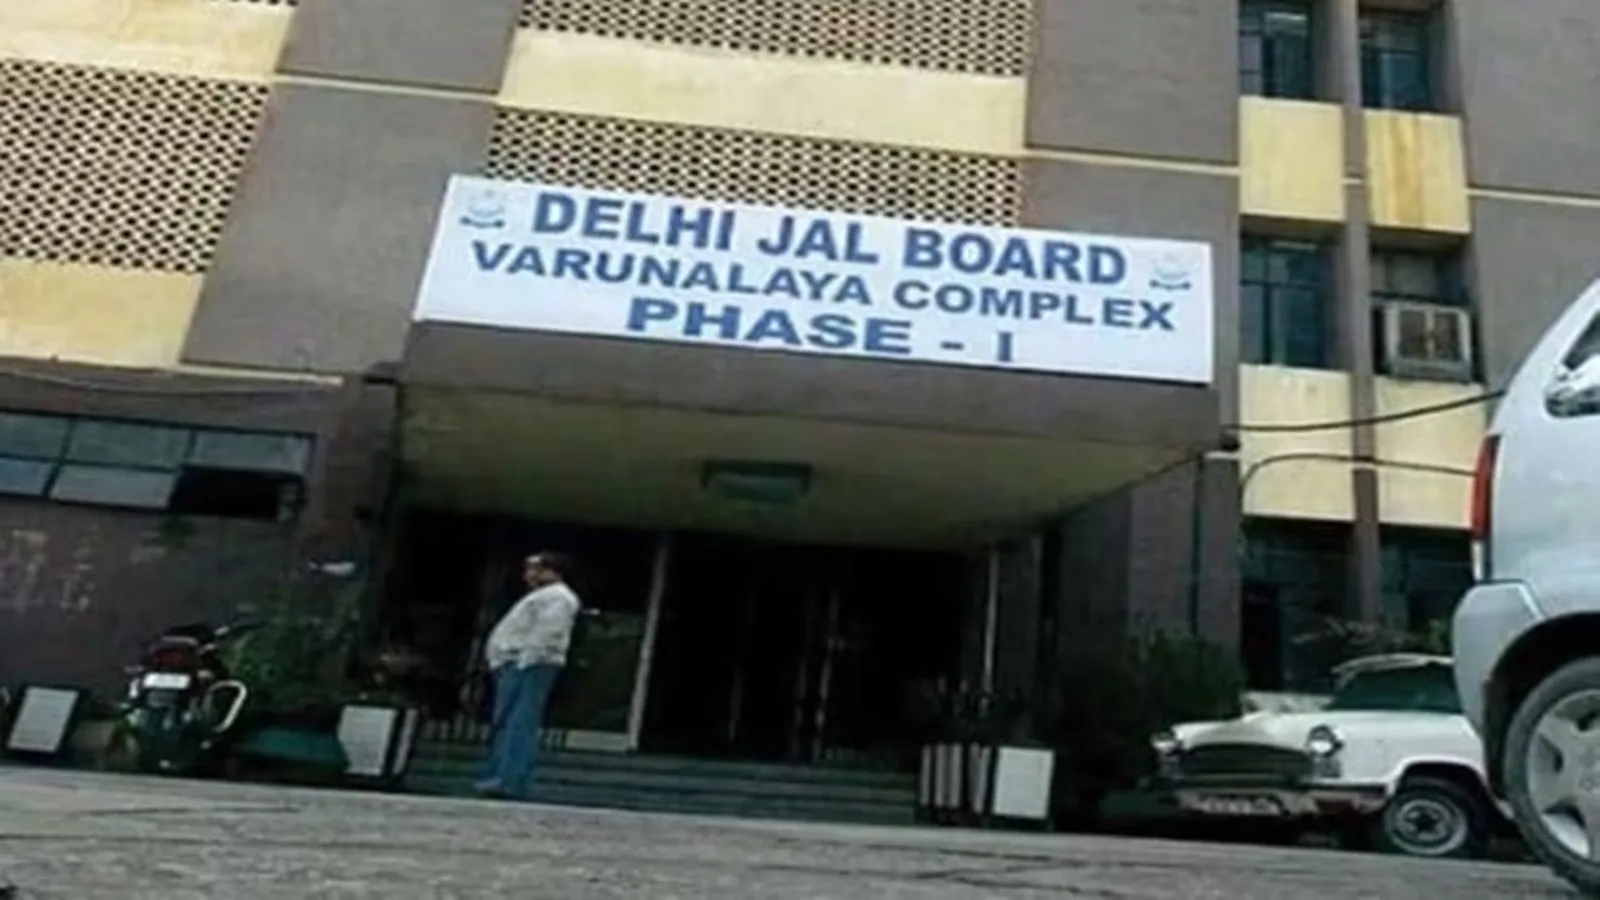 DELHI JAL BOARD
VARUNALAYA COMPLEX
PHASE - I